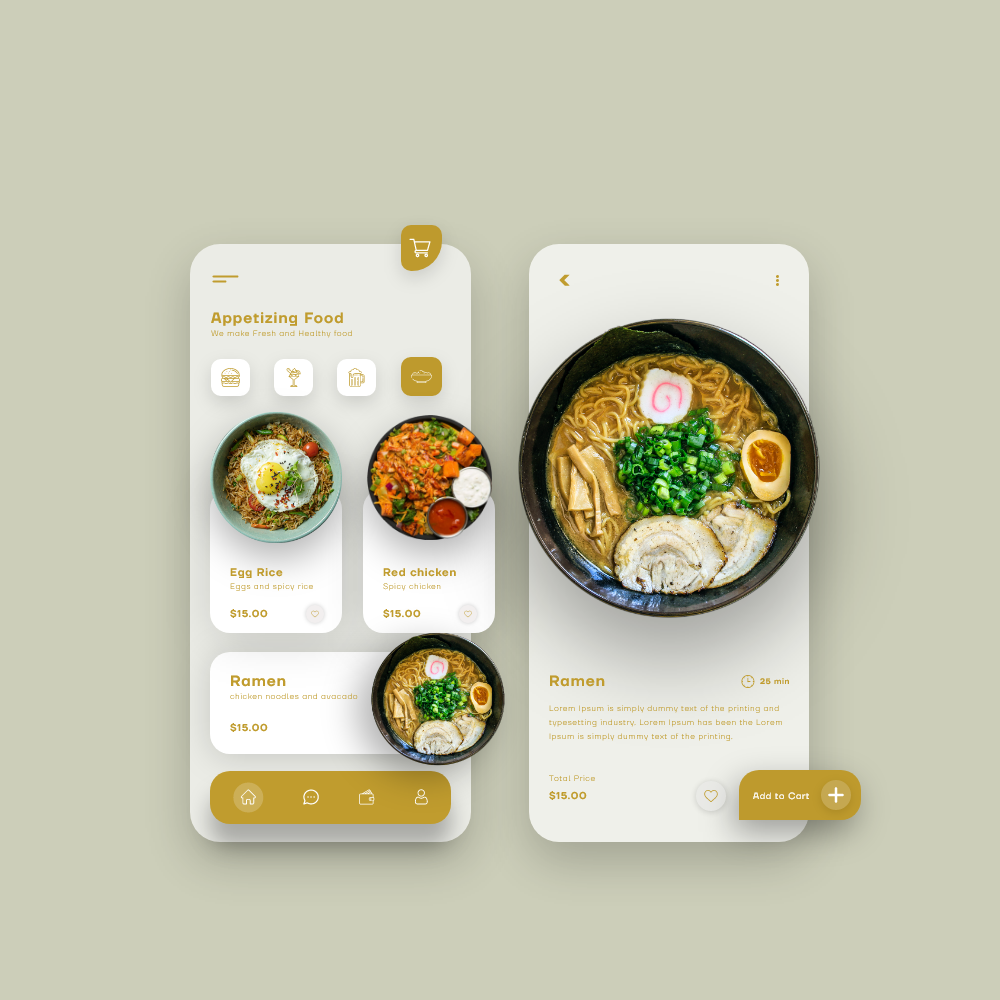 Appetizing Food
We make Fresh and Healthy food
Egg Rice
Eggs and spicy rice
$15.00
Red chicken
Spicy chicken
$15.00
Ramen
chicken noodles and avacado
$15.00
Ramen
25 min
Lorem Ipsum is simply dummy text of the printing and
typesetting industry. Lorem Ipsum has been the Lorem
Ipsum is simply dummy text of the printing.
Total Price
$15.00
Add to Cart